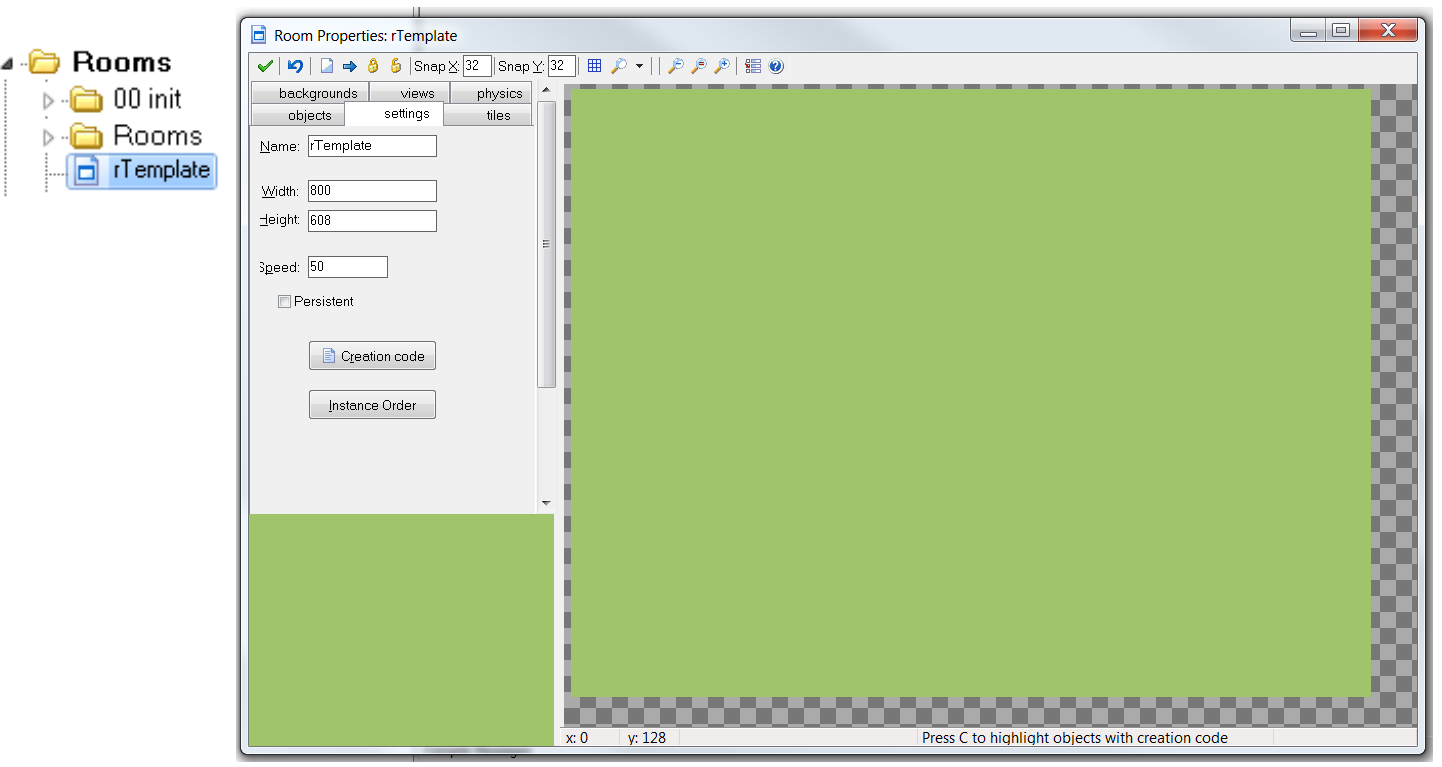 Rooms
00 init
Rooms
rTemplate
Room Properties: rTemplate
Snap X: 32 Snap Y: 32
backgrounds views physics
objects settings tiles
Name: rTemplate
Width: 800
Height: 608
Speed: 50
Persistent
Creation code
Instance Order
x: 0 y: 128 Press C to highlight objects with creation code